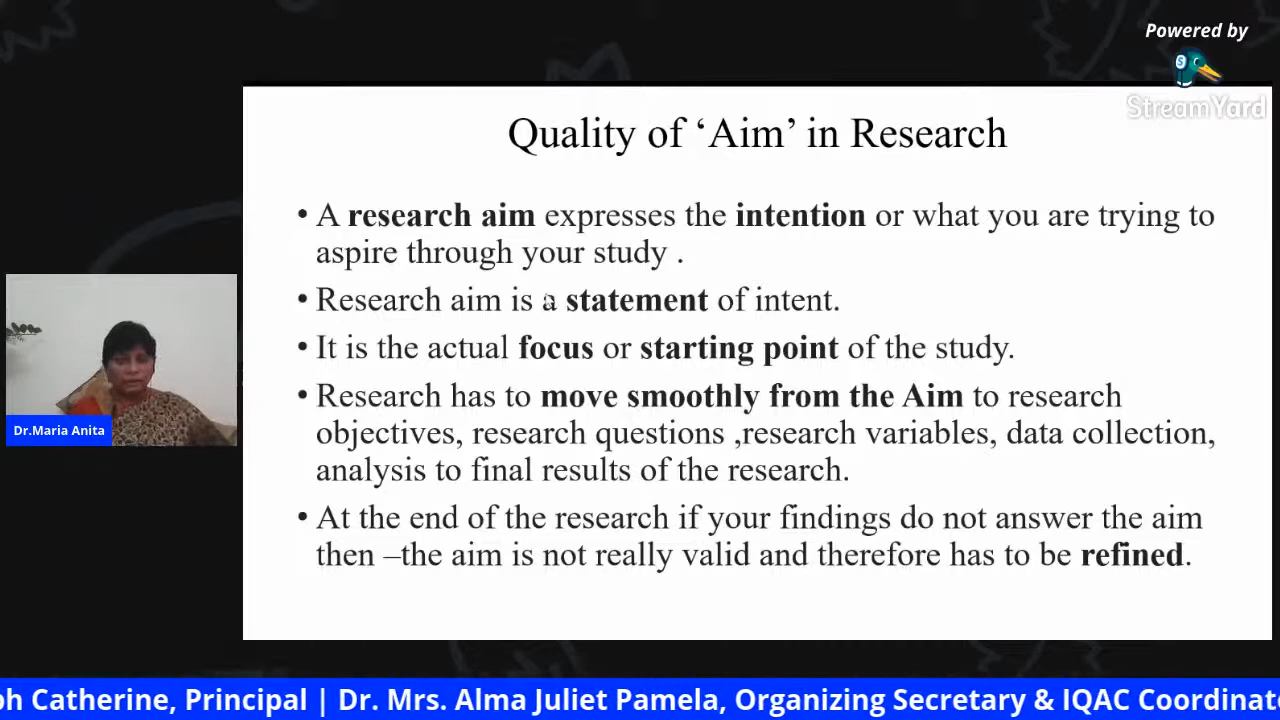 Powered by
StreamYard
Quality of ‘Aim’ in Research
• A research aim expresses the intention or what you are trying to
aspire through your study .
• Research aim is a statement of intent.
• It is the actual focus or starting point of the study.
• Research has to move smoothly from the Aim to research
objectives, research questions ,research variables, data collection,
analysis to final results of the research.
• At the end of the research if your findings do not answer the aim
then –the aim is not really valid and therefore has to be refined.
Dr.Maria Anita
ph Catherine, Principal | Dr. Mrs. Alma Juliet Pamela, Organizing Secretary & IQAC Coordinat